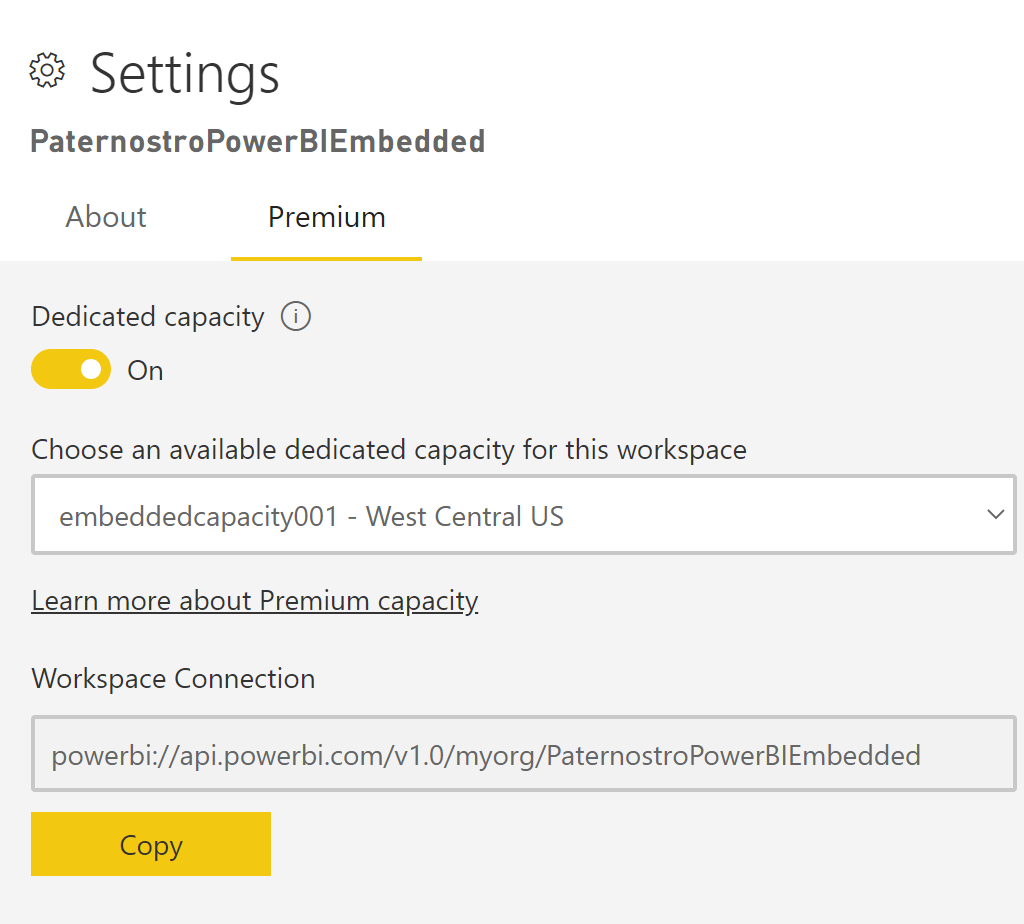 Settings
PaternostroPowerBIEmbedded
About
Premium
Dedicated capacity
On
Choose an available dedicated capacity for this workspace
embeddedcapacity001 - West Central US
Learn more about Premium capacity
Workspace Connection
powerbi://api.powerbi.com/v1.0/myorg/PaternostroPowerBIEmbedded
Copy